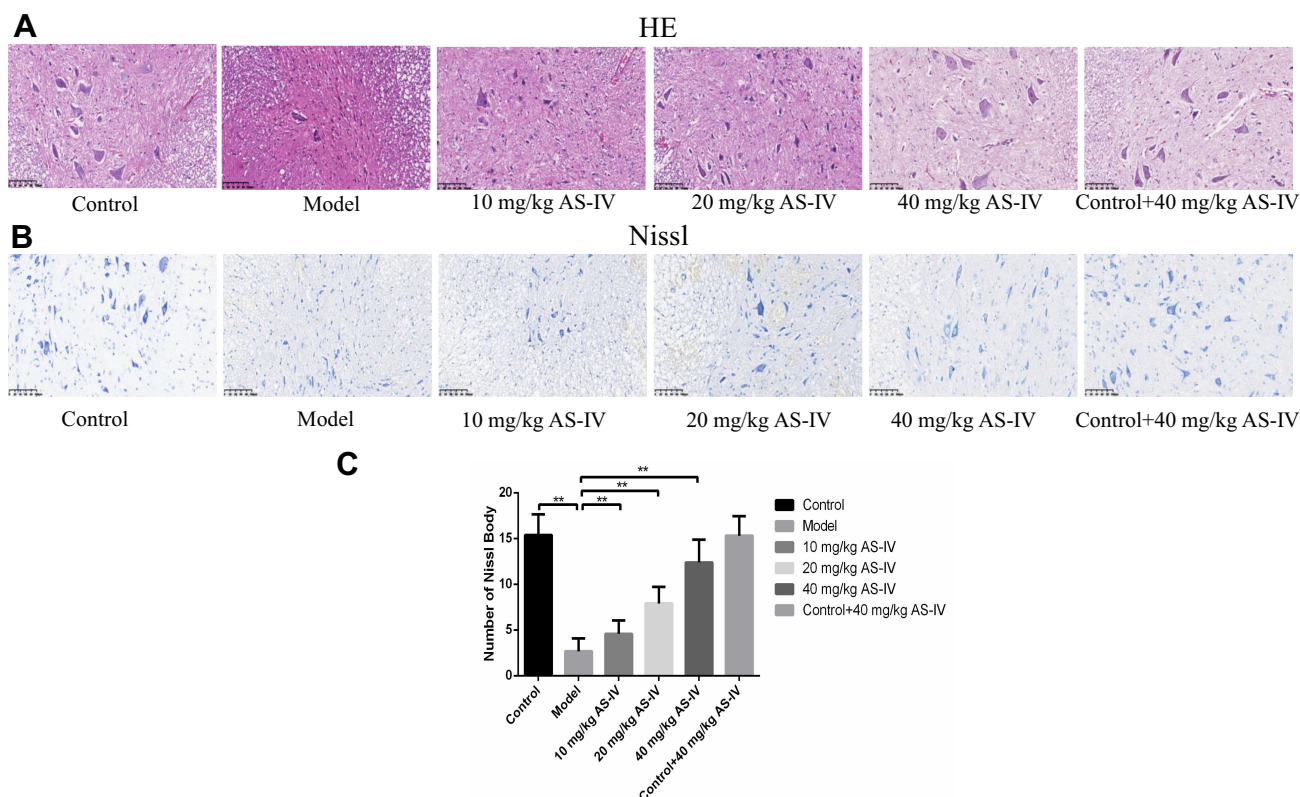 A
HE
Control
Model
10 mg/kg AS-IV
20 mg/kg AS-IV
40 mg/kg AS-IV
Control+40 mg/kg AS-IV
B
Nissl
Control
Model
10 mg/kg AS-IV
20 mg/kg AS-IV
40 mg/kg AS-IV
Control+40 mg/kg AS-IV
C
**
**
**
**
20
15
10
5
0
Number of Nissl Body
Control
Model
10 mg/kg AS-IV
20 mg/kg AS-IV
40 mg/kg AS-IV
Control+40 mg/kg AS-IV
Control
Model
10 mg/kg AS-IV
20 mg/kg AS-IV
40 mg/kg AS-IV
Control+40 mg/kg AS-IV